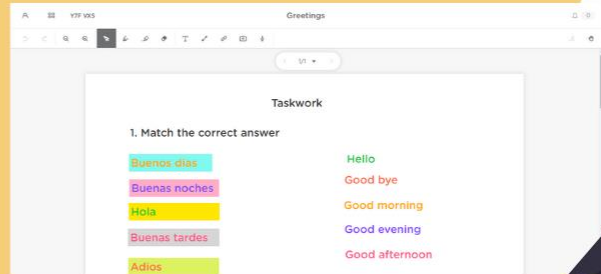 Y7F VX5 Greetings
1/1
Taskwork
1. Match the correct answer
Buenos días
Buenas noches
Hola
Buenas tardes
Adios
Hello
Good bye
Good morning
Good evening
Good afternoon